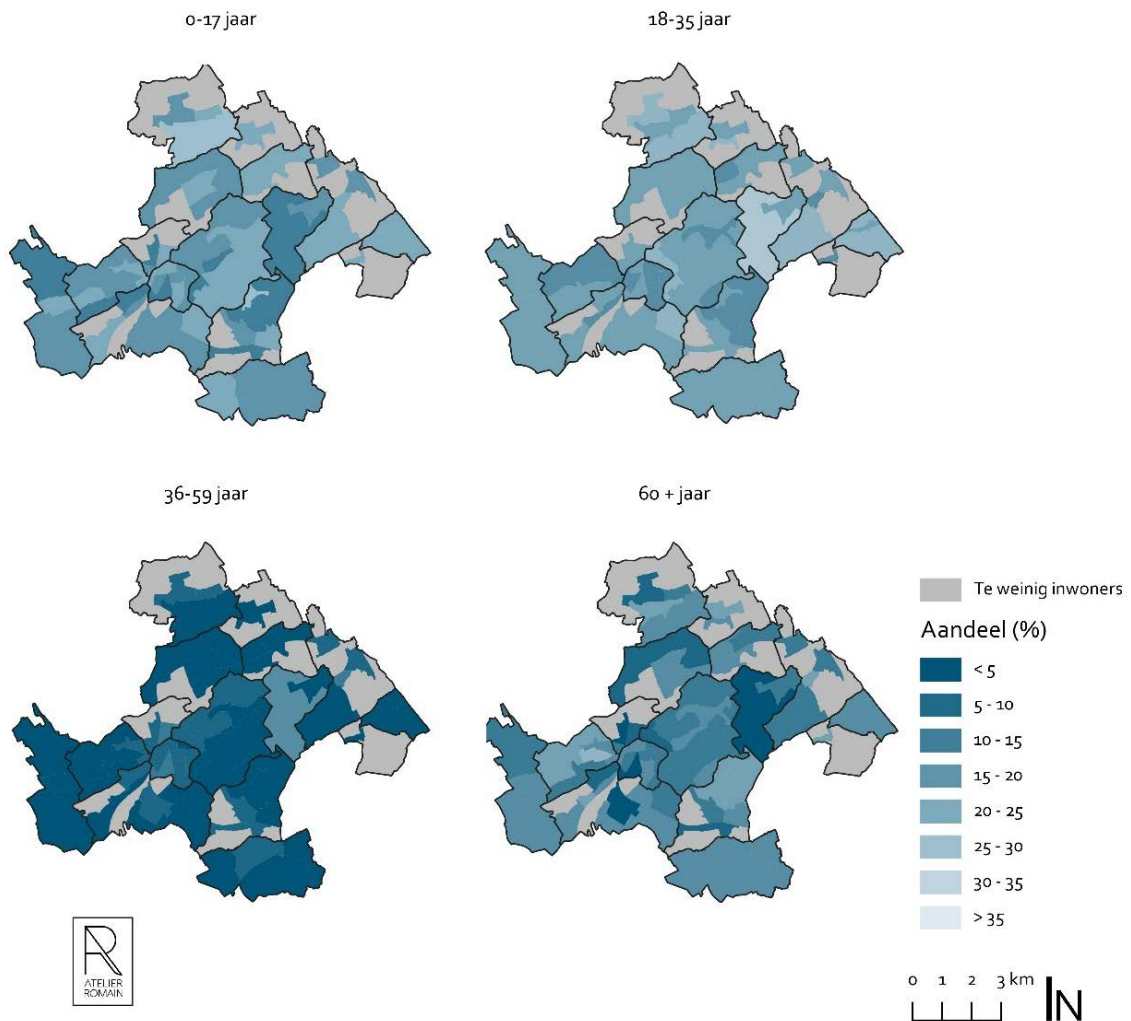 0-17 jaar
18-35 jaar
36-59 jaar
60 + jaar
Te weinig inwoners
Aandeel (%)
< 5
5 - 10
10 - 15
15 - 20
20 - 25
25 - 30
30 - 35
> 35
ATELIER
ROMAIN
0 1 2 3 km
N